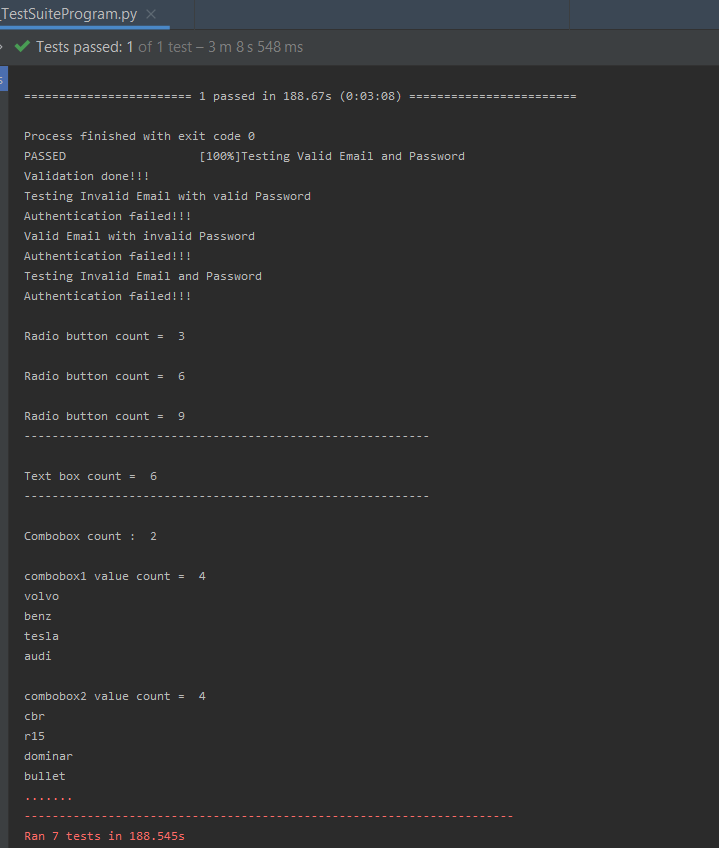 _TestSuiteProgram.py
Tests passed: 1 of 1 test – 3 m 8 s 548 ms
======================== 1 passed in 188.67s (0:03:08) ========================
Process finished with exit code 0
PASSED                   [100%]Testing Valid Email and Password
Validation done!!!
Testing Invalid Email with valid Password
Authentication failed!!!
Valid Email with invalid Password
Authentication failed!!!
Testing Invalid Email and Password
Authentication failed!!!
Radio button count =  3
Radio button count =  6
Radio button count =  9
----------------------------------------------------------
Text box count =  6
----------------------------------------------------------
Combobox count :  2
combobox1 value count =  4
volvo
benz
tesla
audi
combobox2 value count =  4
cbr
r15
dominar
bullet
.......
----------------------------------------------------------------------
Ran 7 tests in 188.545s